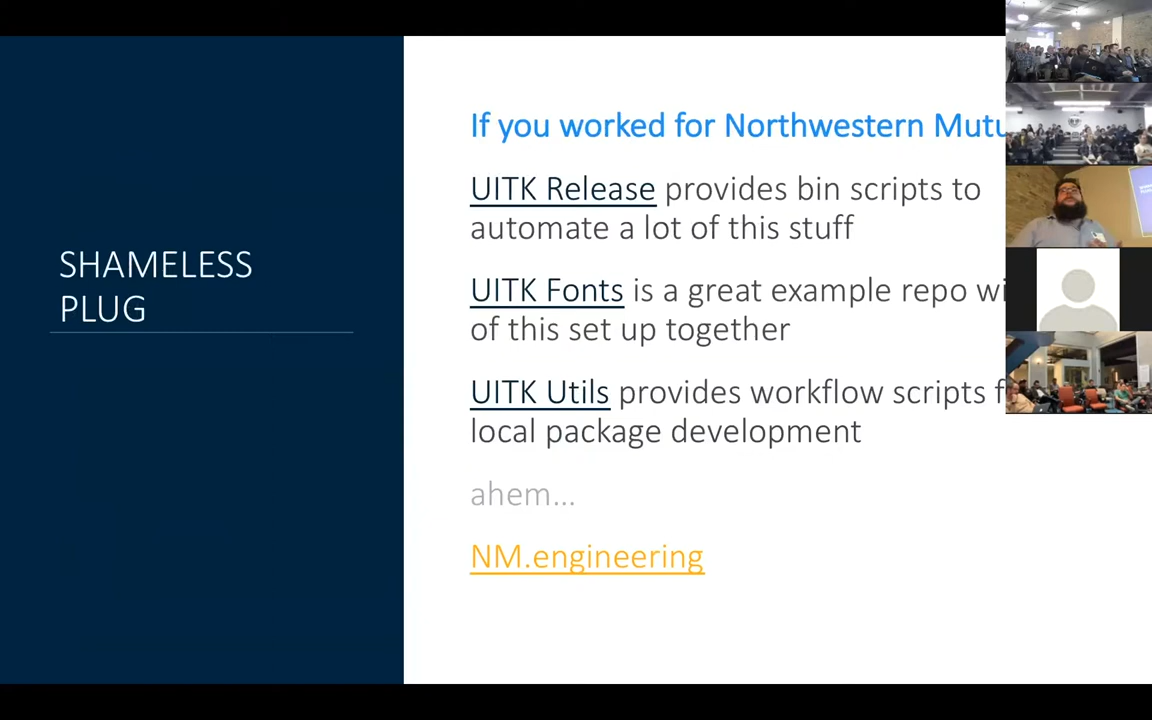 SHAMELESS
PLUG
If you worked for Northwestern
UITK Release provides bin scripts to
automate a lot of this stuff
UITK Fonts is a great example repo
of this set up together
UITK Utils provides workflow scripts
local package development
ahem...
NM.engineering